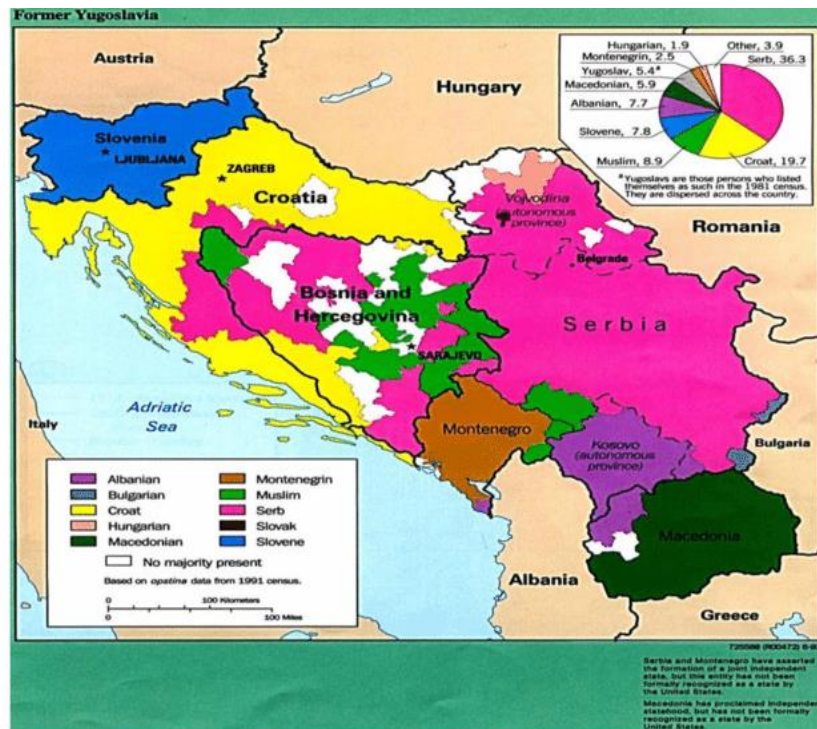 Former Yugoslavia
Austria
Hungary
Slovenia
LJUBLJANA
ZAGREB
Croatia
Vojvodina
(autonomous
province)
Romania
Belgrade
Bosnia and
Hercegovina
Serbia
SARAJEVO
Adriatic
Sea
Italy
Montenegro
Kosovo
(autonomous
province)
Bulgaria
Macedonia
Albania
Greece
Hungarian, 1.9
Montenegrin, 2.5
Yugoslav, 5.4*
Macedonian, 5.9
Albanian, 7.7
Slovene, 7.8
Muslim, 8.9
Other, 3.9
Serb, 36.3
Croat, 19.7
*Yugoslavs are those persons who listed
themselves as such in the 1981 census.
They are dispersed across the country.
Albanian
Bulgarian
Croat
Hungarian
Macedonian
Montenegrin
Muslim
Serb
Slovak
Slovene
No majority present
Based on opština data from 1991 census.
0 100 Kilometers
0 100 Miles
Serbia and Montenegro have asserted
the formation of a joint independent
state, but this entity has not been
formally recognized as a state by
the United States.
Macedonia has proclaimed independent
statehood, but has not been formally
recognized as a state by the
United States.